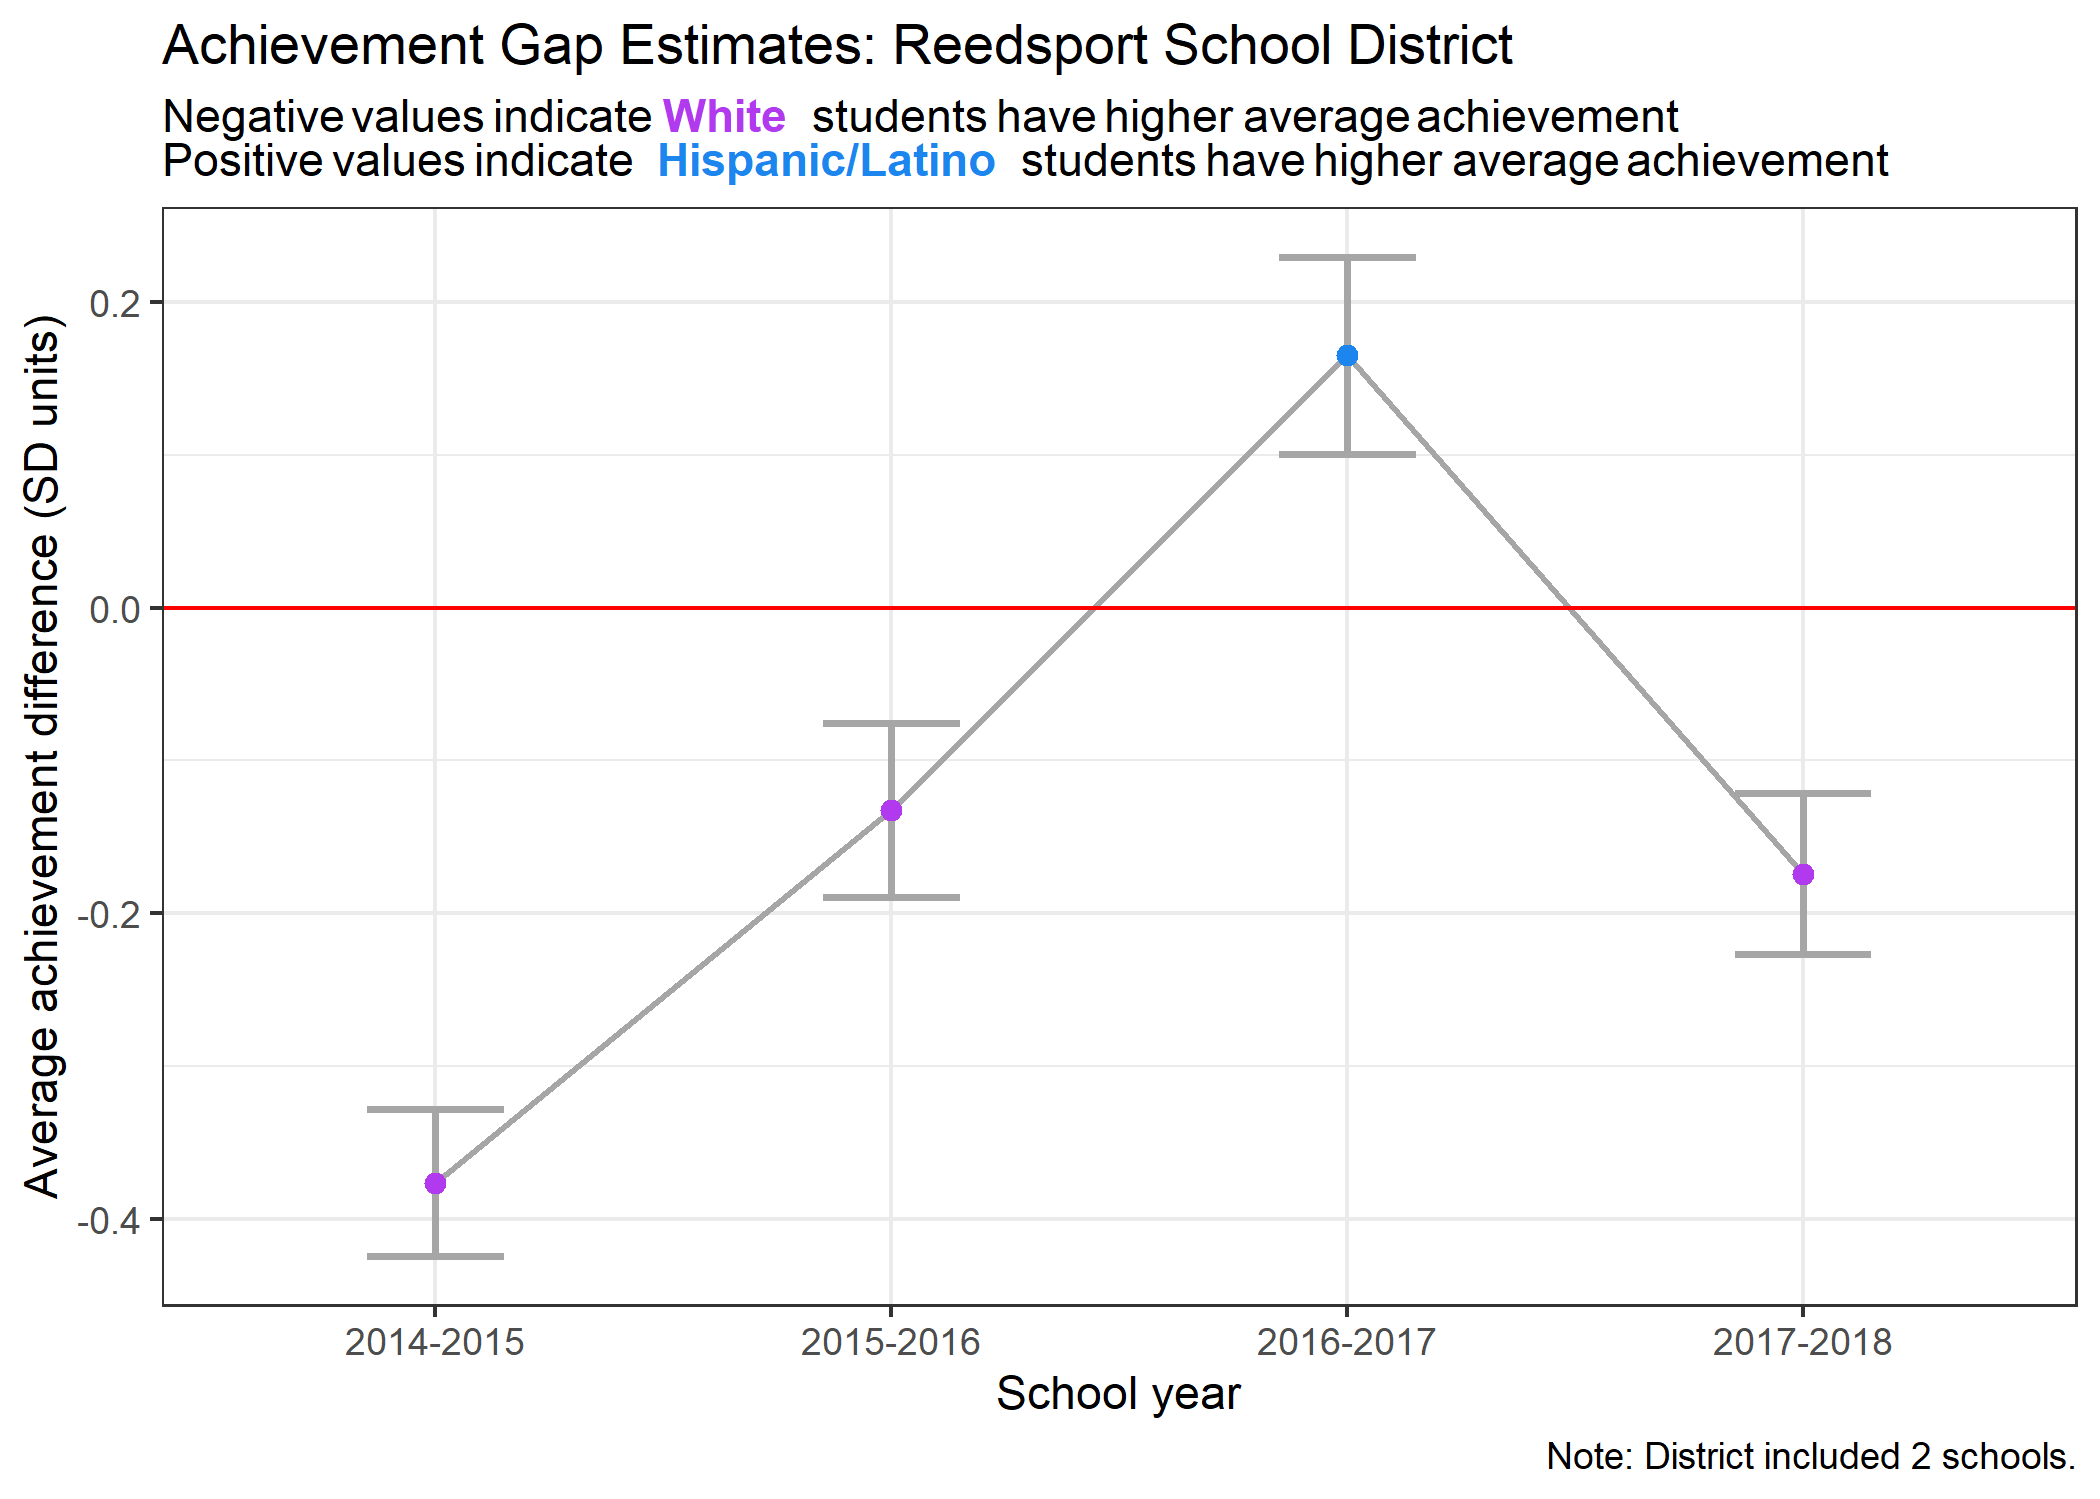 Achievement Gap Estimates: Reedsport School District
Negative values indicate White students have higher average achievement
Positive values indicate Hispanic/Latino students have higher average achievement
Average achievement difference (SD units)
0.2
0.0
-0.2
-0.4
2014-2015 2015-2016 2016-2017 2017-2018
School year
Note: District included 2 schools.